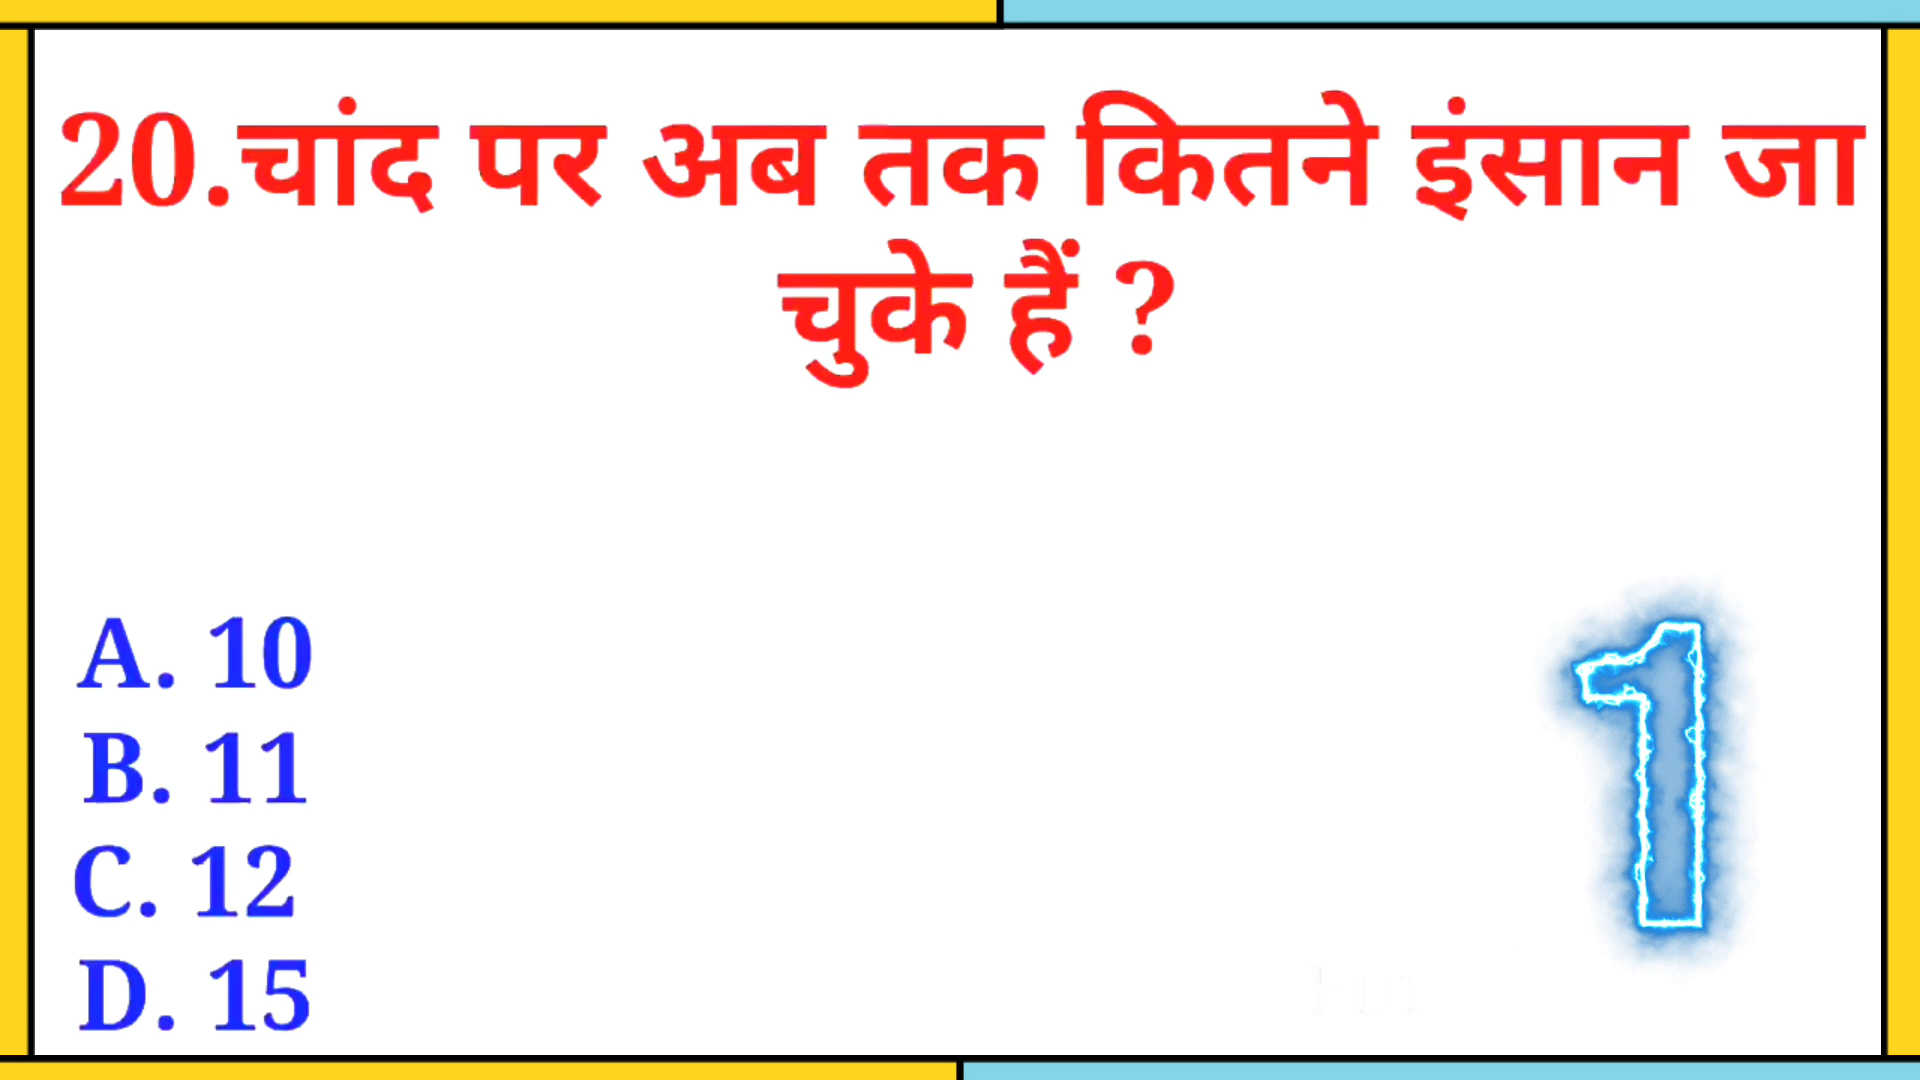 20.चांद पर अब तक कितने इंसान जा
चुके हैं ?
A. 10
B. 11
C. 12
D. 15
1